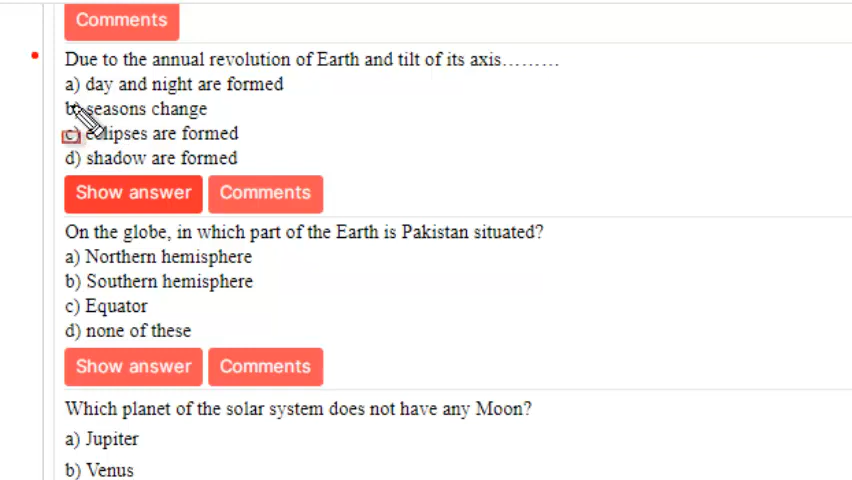 Comments
Due to the annual revolution of Earth and tilt of its axis………
a) day and night are formed
b) seasons change
c) eclipses are formed
d) shadow are formed
Show answer Comments
On the globe, in which part of the Earth is Pakistan situated?
a) Northern hemisphere
b) Southern hemisphere
c) Equator
d) none of these
Show answer Comments
Which planet of the solar system does not have any Moon?
a) Jupiter
b) Venus